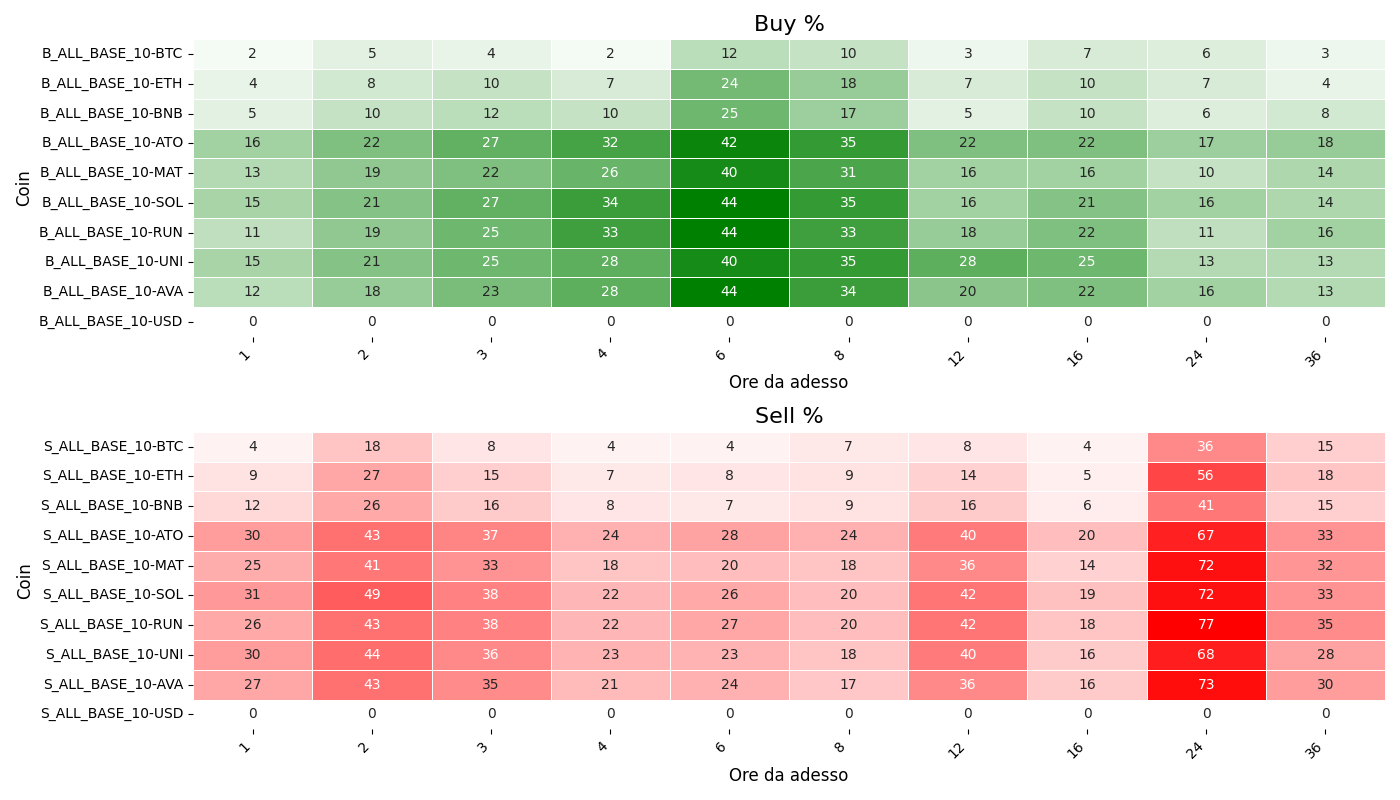 Buy %
Coin
B_ALL_BASE_10-BTC 2 5 4 2 12 10 3 7 6 3
B_ALL_BASE_10-ETH 4 8 10 7 24 18 7 10 7 4
B_ALL_BASE_10-BNB 5 10 12 10 25 17 5 10 6 8
B_ALL_BASE_10-ATO 16 22 27 32 42 35 22 22 17 18
B_ALL_BASE_10-MAT 13 19 22 26 40 31 16 16 10 14
B_ALL_BASE_10-SOL 15 21 27 34 44 35 16 21 16 14
B_ALL_BASE_10-RUN 11 19 25 33 44 33 18 22 11 16
B_ALL_BASE_10-UNI 15 21 25 28 40 35 28 25 13 13
B_ALL_BASE_10-AVA 12 18 23 28 44 34 20 22 16 13
B_ALL_BASE_10-USD 0 0 0 0 0 0 0 0 0 0
1 2 3 4 6 8 12 16 24 36
Ore da adesso
Sell %
Coin
S_ALL_BASE_10-BTC 4 18 8 4 4 7 8 4 36 15
S_ALL_BASE_10-ETH 9 27 15 7 8 9 14 5 56 18
S_ALL_BASE_10-BNB 12 26 16 8 7 9 16 6 41 15
S_ALL_BASE_10-ATO 30 43 37 24 28 24 40 20 67 33
S_ALL_BASE_10-MAT 25 41 33 18 20 18 36 14 72 32
S_ALL_BASE_10-SOL 31 49 38 22 26 20 42 19 72 33
S_ALL_BASE_10-RUN 26 43 38 22 27 20 42 18 77 35
S_ALL_BASE_10-UNI 30 44 36 23 23 18 40 16 68 28
S_ALL_BASE_10-AVA 27 43 35 21 24 17 36 16 73 30
S_ALL_BASE_10-USD 0 0 0 0 0 0 0 0 0 0
1 2 3 4 6 8 12 16 24 36
Ore da adesso